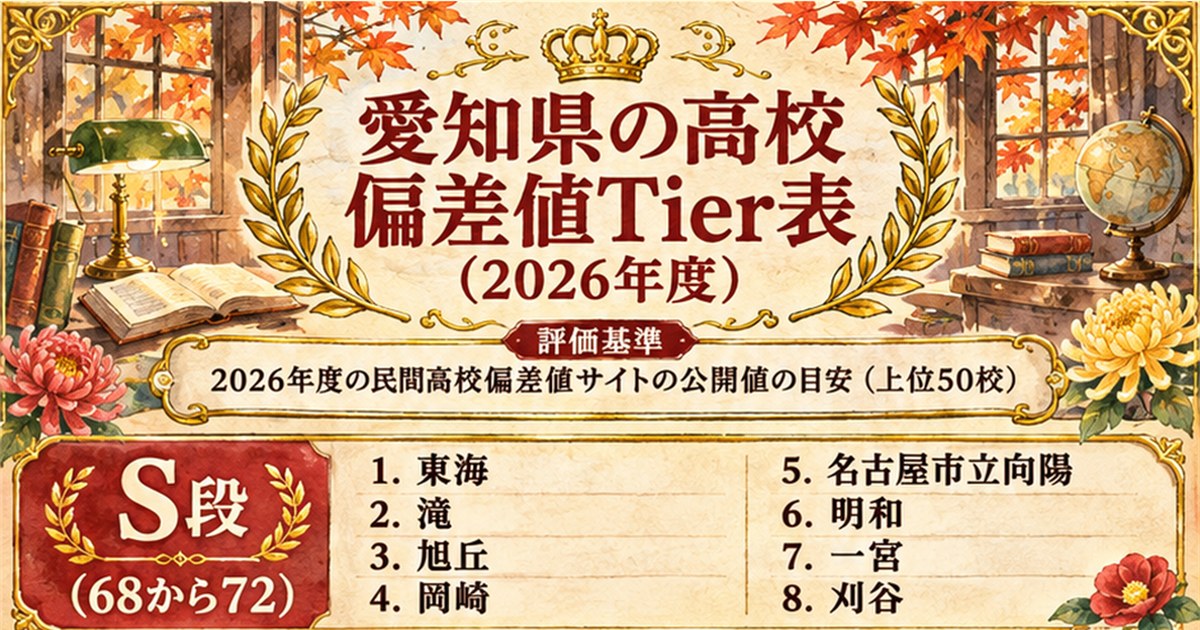 愛知県の高校
偏差値Tier表
(2026年度)
評価基準
2026年度の民間高校偏差値サイトの公開値の目安(上位50校)
S段
(68から72)
1. 東海
2. 滝
3. 旭丘
4. 岡崎
5. 名古屋市立向陽
6. 明和
7. 一宮
8. 刈谷